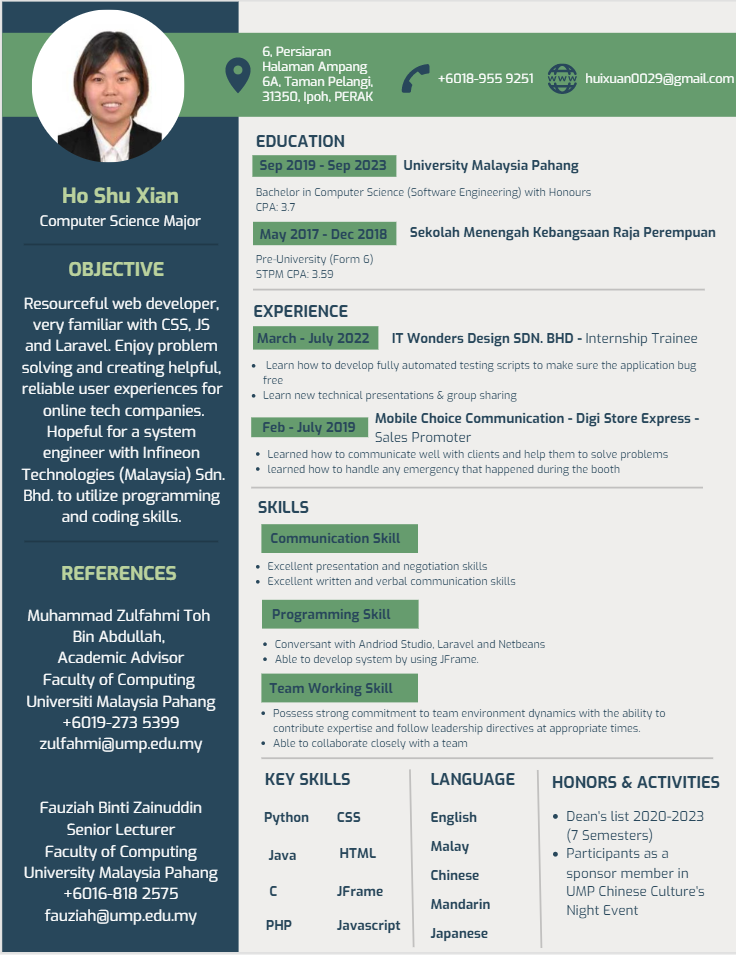 6, Persiaran
Halaman Ampang
6A, Taman Pelangi,
31350, Ipoh, PERAK
+6018-955 9251
WWW
huixuan0029@gmail.com
Ho Shu Xian
Computer Science Major
OBJECTIVE
Resourceful web developer,
very familiar with CSS, JS
and Laravel. Enjoy problem
solving and creating helpful,
reliable user experiences for
online tech companies.
Hopeful for a system
engineer with Infineon
Technologies (Malaysia) Sdn.
Bhd. to utilize programming
and coding skills.
REFERENCES
Muhammad Zulfahmi Toh
Bin Abdullah,
Academic Advisor
Faculty of Computing
Universiti Malaysia Pahang
+6019-273 5399
zulfahmi@ump.edu.my
Fauziah Binti Zainuddin
Senior Lecturer
Faculty of Computing
University Malaysia Pahang
+6016-818 2575
fauziah@ump.edu.my
EDUCATION
Sep 2019 - Sep 2023 University Malaysia Pahang
Bachelor in Computer Science (Software Engineering) with Honours
CPA: 3.7
May 2017 - Dec 2018 Sekolah Menengah Kebangsaan Raja Perempuan
Pre-University (Form 6)
STPM CPA: 3.59
EXPERIENCE
March - July 2022 IT Wonders Design SDN. BHD - Internship Trainee
• Learn how to develop fully automated testing scripts to make sure the application bug
free
• Learn new technical presentations & group sharing
Feb - July 2019 Mobile Choice Communication - Digi Store Express -
Sales Promoter
• Learned how to communicate well with clients and help them to solve problems
• learned how to handle any emergency that happened during the booth
SKILLS
Communication Skill
• Excellent presentation and negotiation skills
• Excellent written and verbal communication skills
Programming Skill
• Conversant with Andriod Studio, Laravel and Netbeans
• Able to develop system by using JFrame.
Team Working Skill
• Possess strong commitment to team environment dynamics with the ability to
contribute expertise and follow leadership directives at appropriate times.
• Able to collaborate closely with a team
KEY SKILLS
Python CSS
Java HTML
C JFrame
PHP Javascript
LANGUAGE
English
Malay
Chinese
Mandarin
Japanese
HONORS & ACTIVITIES
• Dean's list 2020-2023
(7 Semesters)
• Participants as a
sponsor member in
UMP Chinese Culture's
Night Event